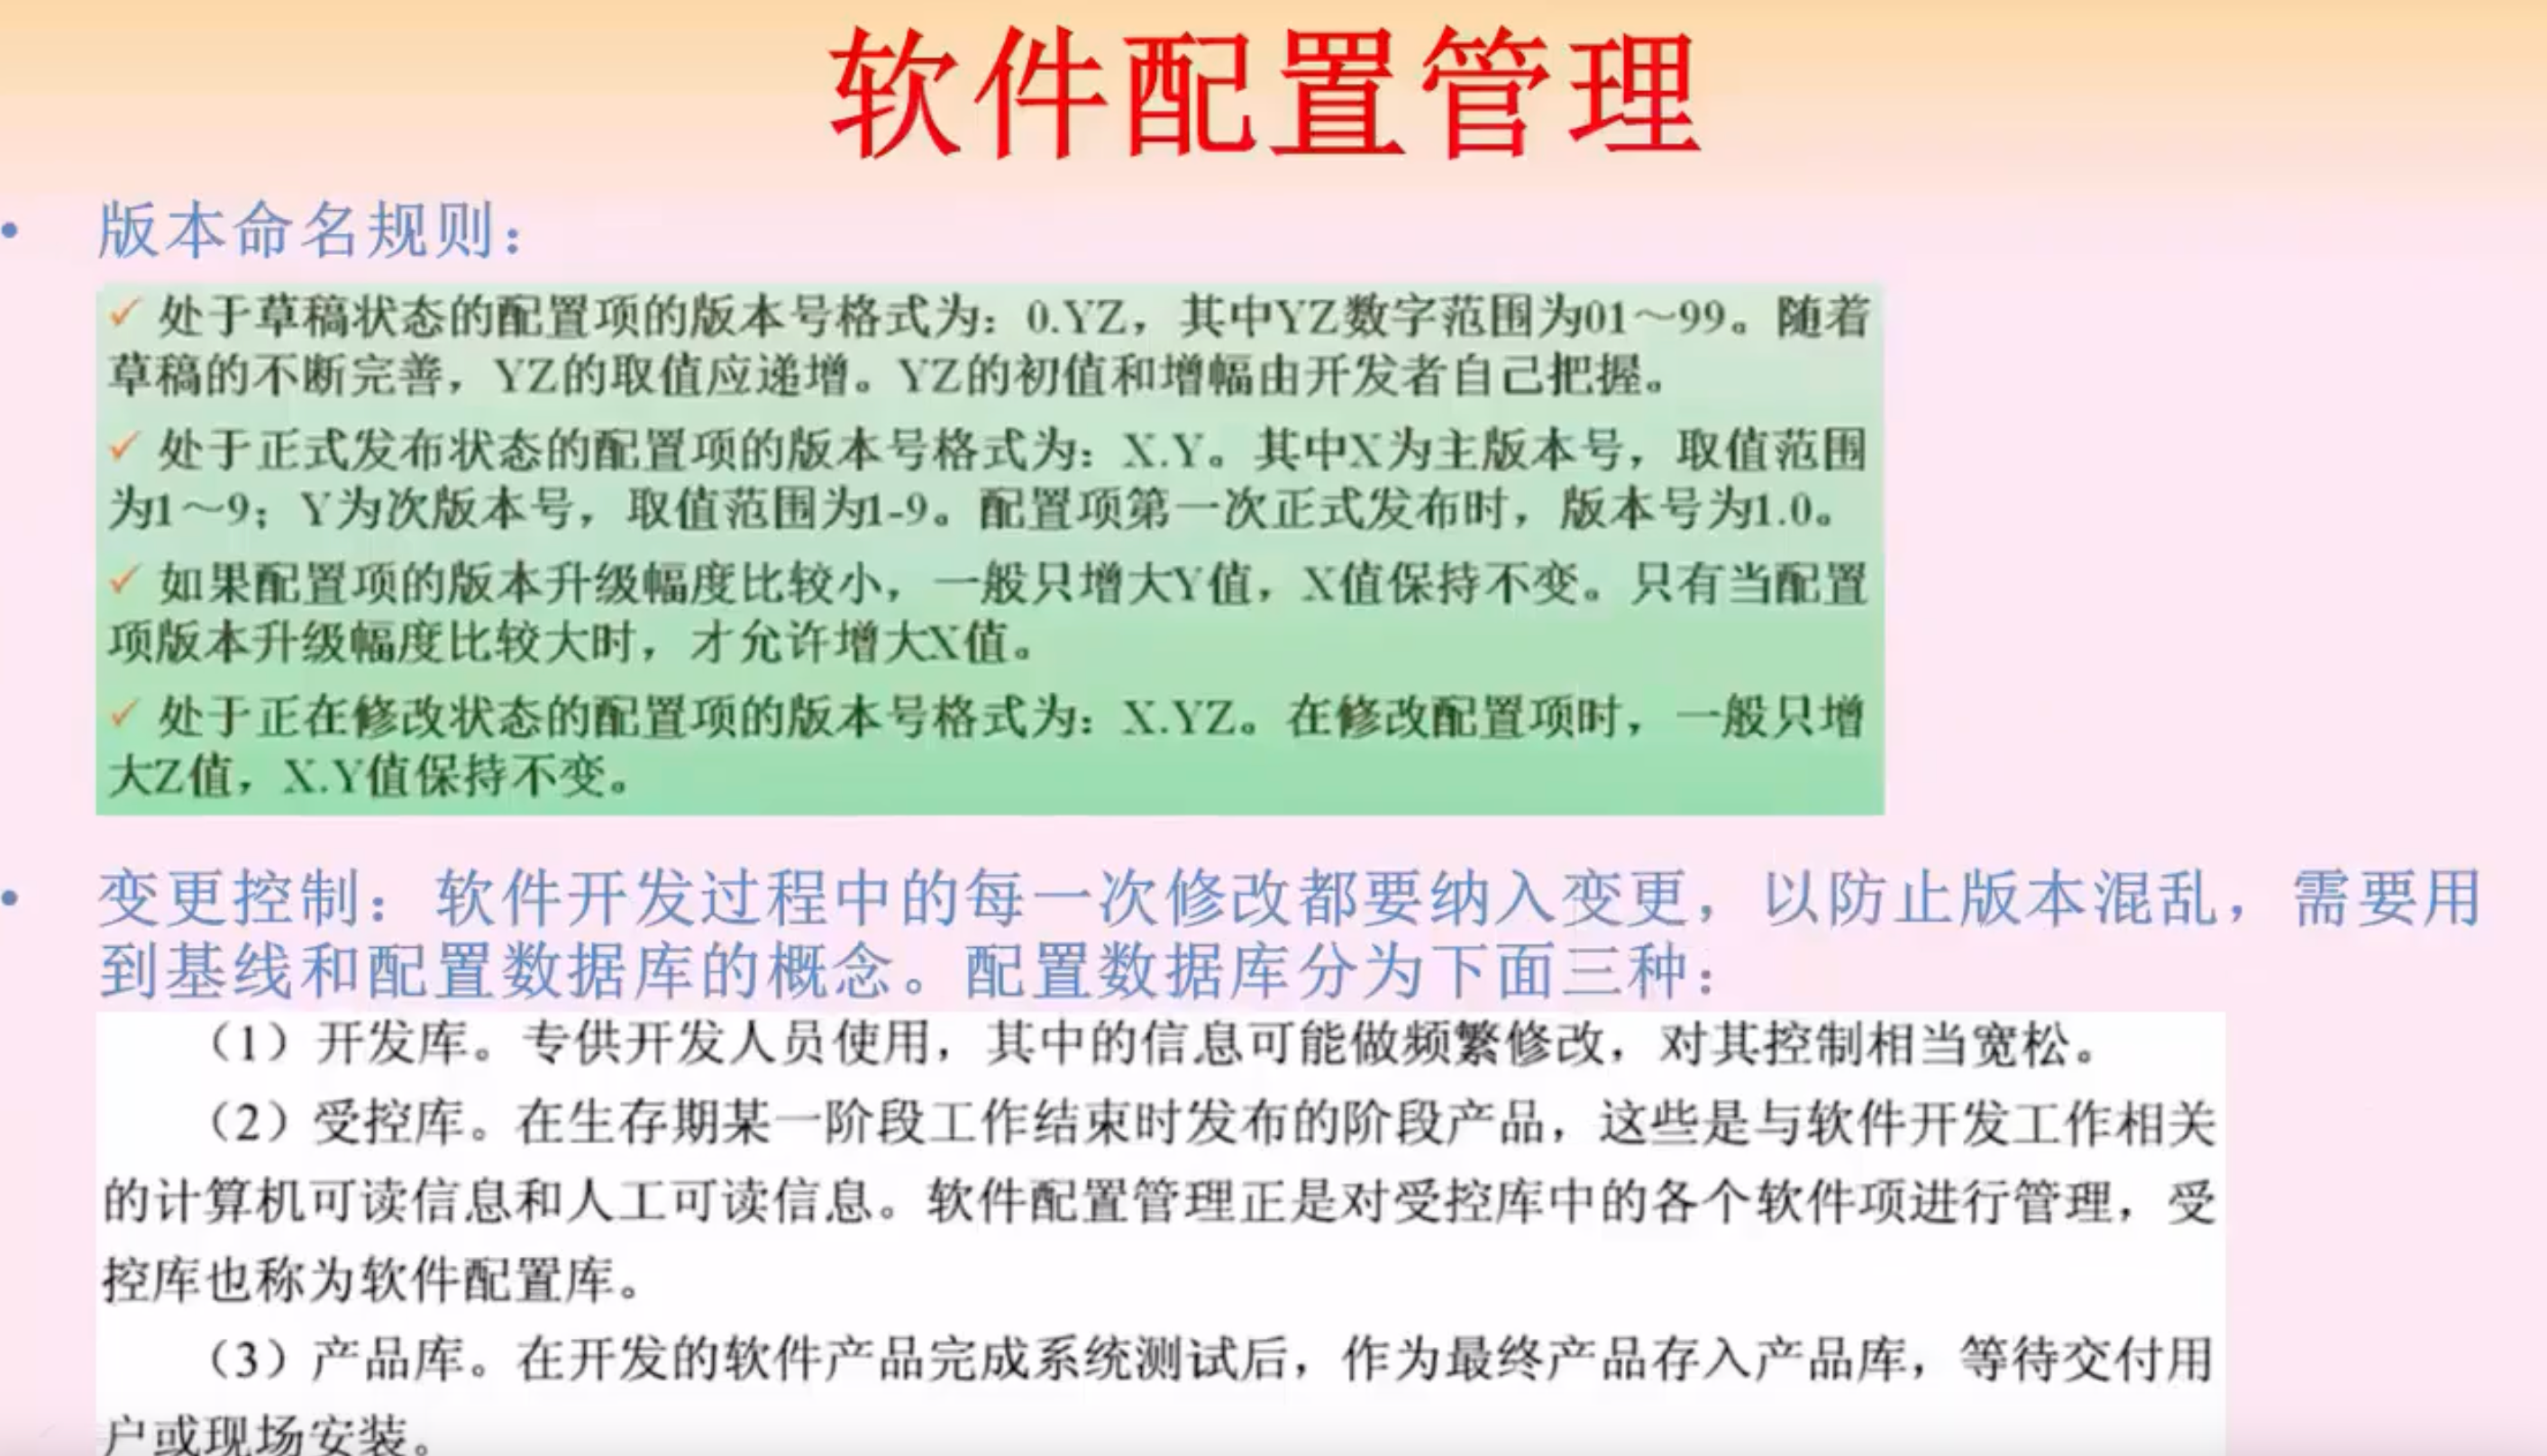 软件配置管理
• 版本命名规则：
✓ 处于草稿状态的配置项的版本号格式为：0.YZ，其中YZ数字范围为01～99。随着
草稿的不断完善，YZ的取值应递增。YZ的初值和增幅由开发者自己把握。
✓ 处于正式发布状态的配置项的版本号格式为：X.Y。其中X为主版本号，取值范围
为1～9；Y为次版本号，取值范围为1-9。配置项第一次正式发布时，版本号为1.0。
✓ 如果配置项的版本升级幅度比较小，一般只增大Y值，X值保持不变。只有当配置
项版本升级幅度比较大时，才允许增大X值。
✓ 处于正在修改状态的配置项的版本号格式为：X.YZ。在修改配置项时，一般只增
大Z值，X.Y值保持不变。
• 变更控制：软件开发过程中的每一次修改都要纳入变更，以防止版本混乱，需要用
到基线和配置数据库的概念。配置数据库分为下面三种：
（1）开发库。专供开发人员使用，其中的信息可能做频繁修改，对其控制相当宽松。
（2）受控库。在生存期某一阶段工作结束时发布的阶段产品，这些是与软件开发工作相关
的计算机可读信息和人工可读信息。软件配置管理正是对受控库中的各个软件项进行管理，受
控库也称为软件配置库。
（3）产品库。在开发的软件产品完成系统测试后，作为最终产品存入产品库，等待交付用
户或现场安装。